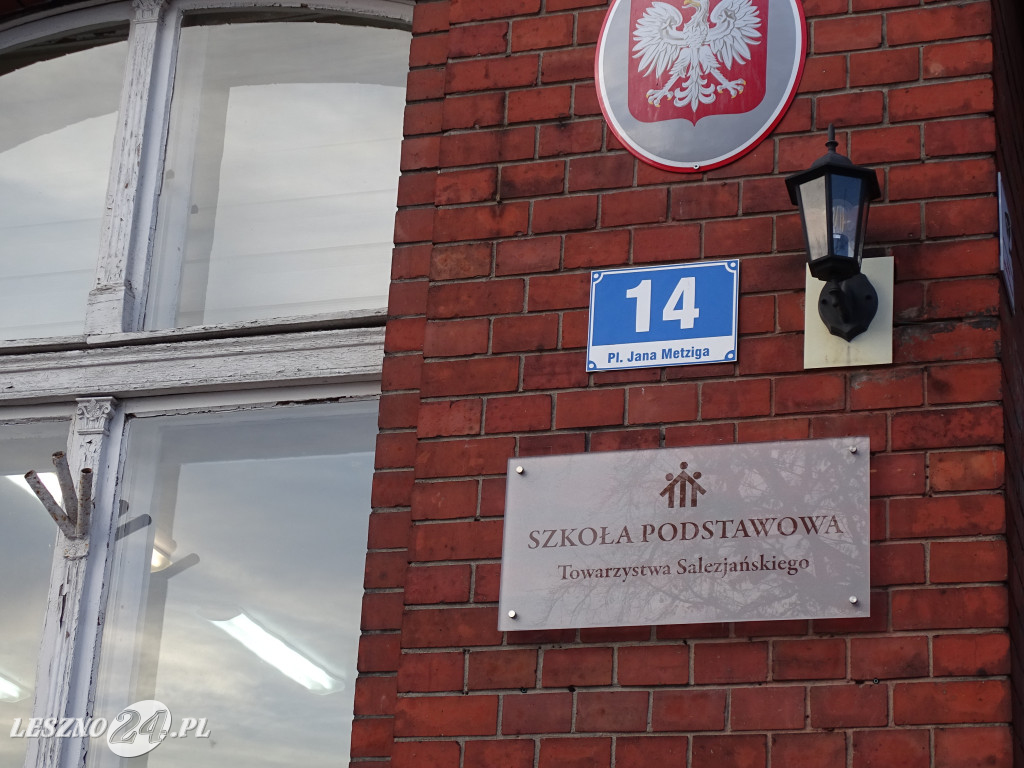 14
Pl. Jana Metziga
SZKOŁA PODSTAWOWA
Towarzystwa Salezjańskiego
LESZNO24.PL